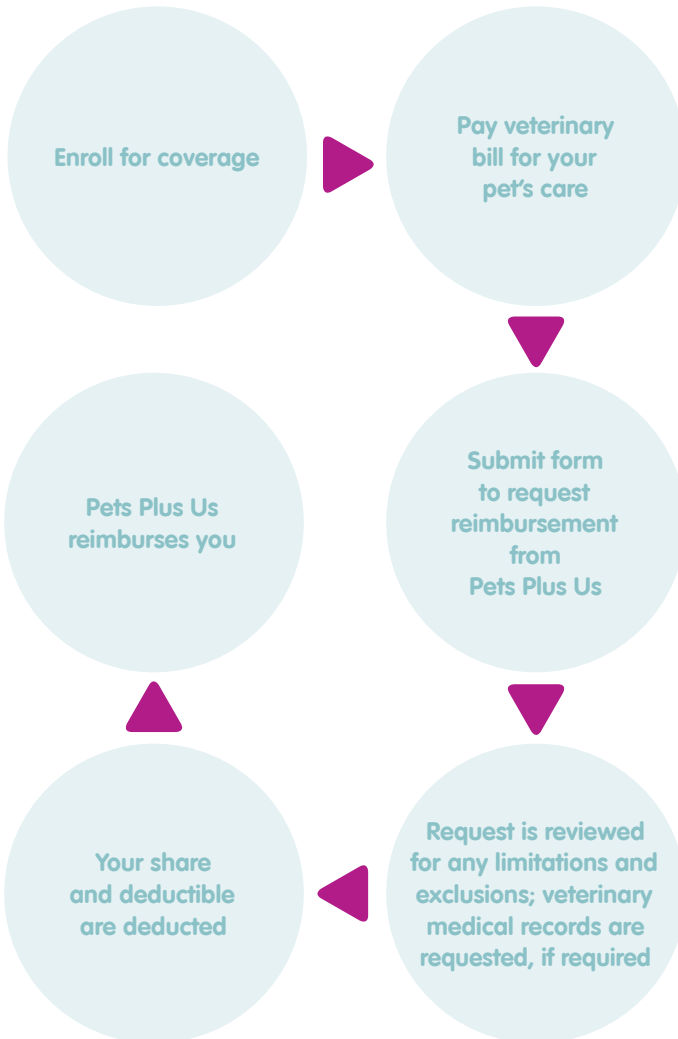 Enroll for coverage
Pay veterinary
bill for your
pet’s care
Submit form
to request
reimbursement
from
Pets Plus Us
Request is reviewed
for any limitations and
exclusions; veterinary
medical records are
requested, if required
Your share
and deductible
are deducted
Pets Plus Us
reimburses you